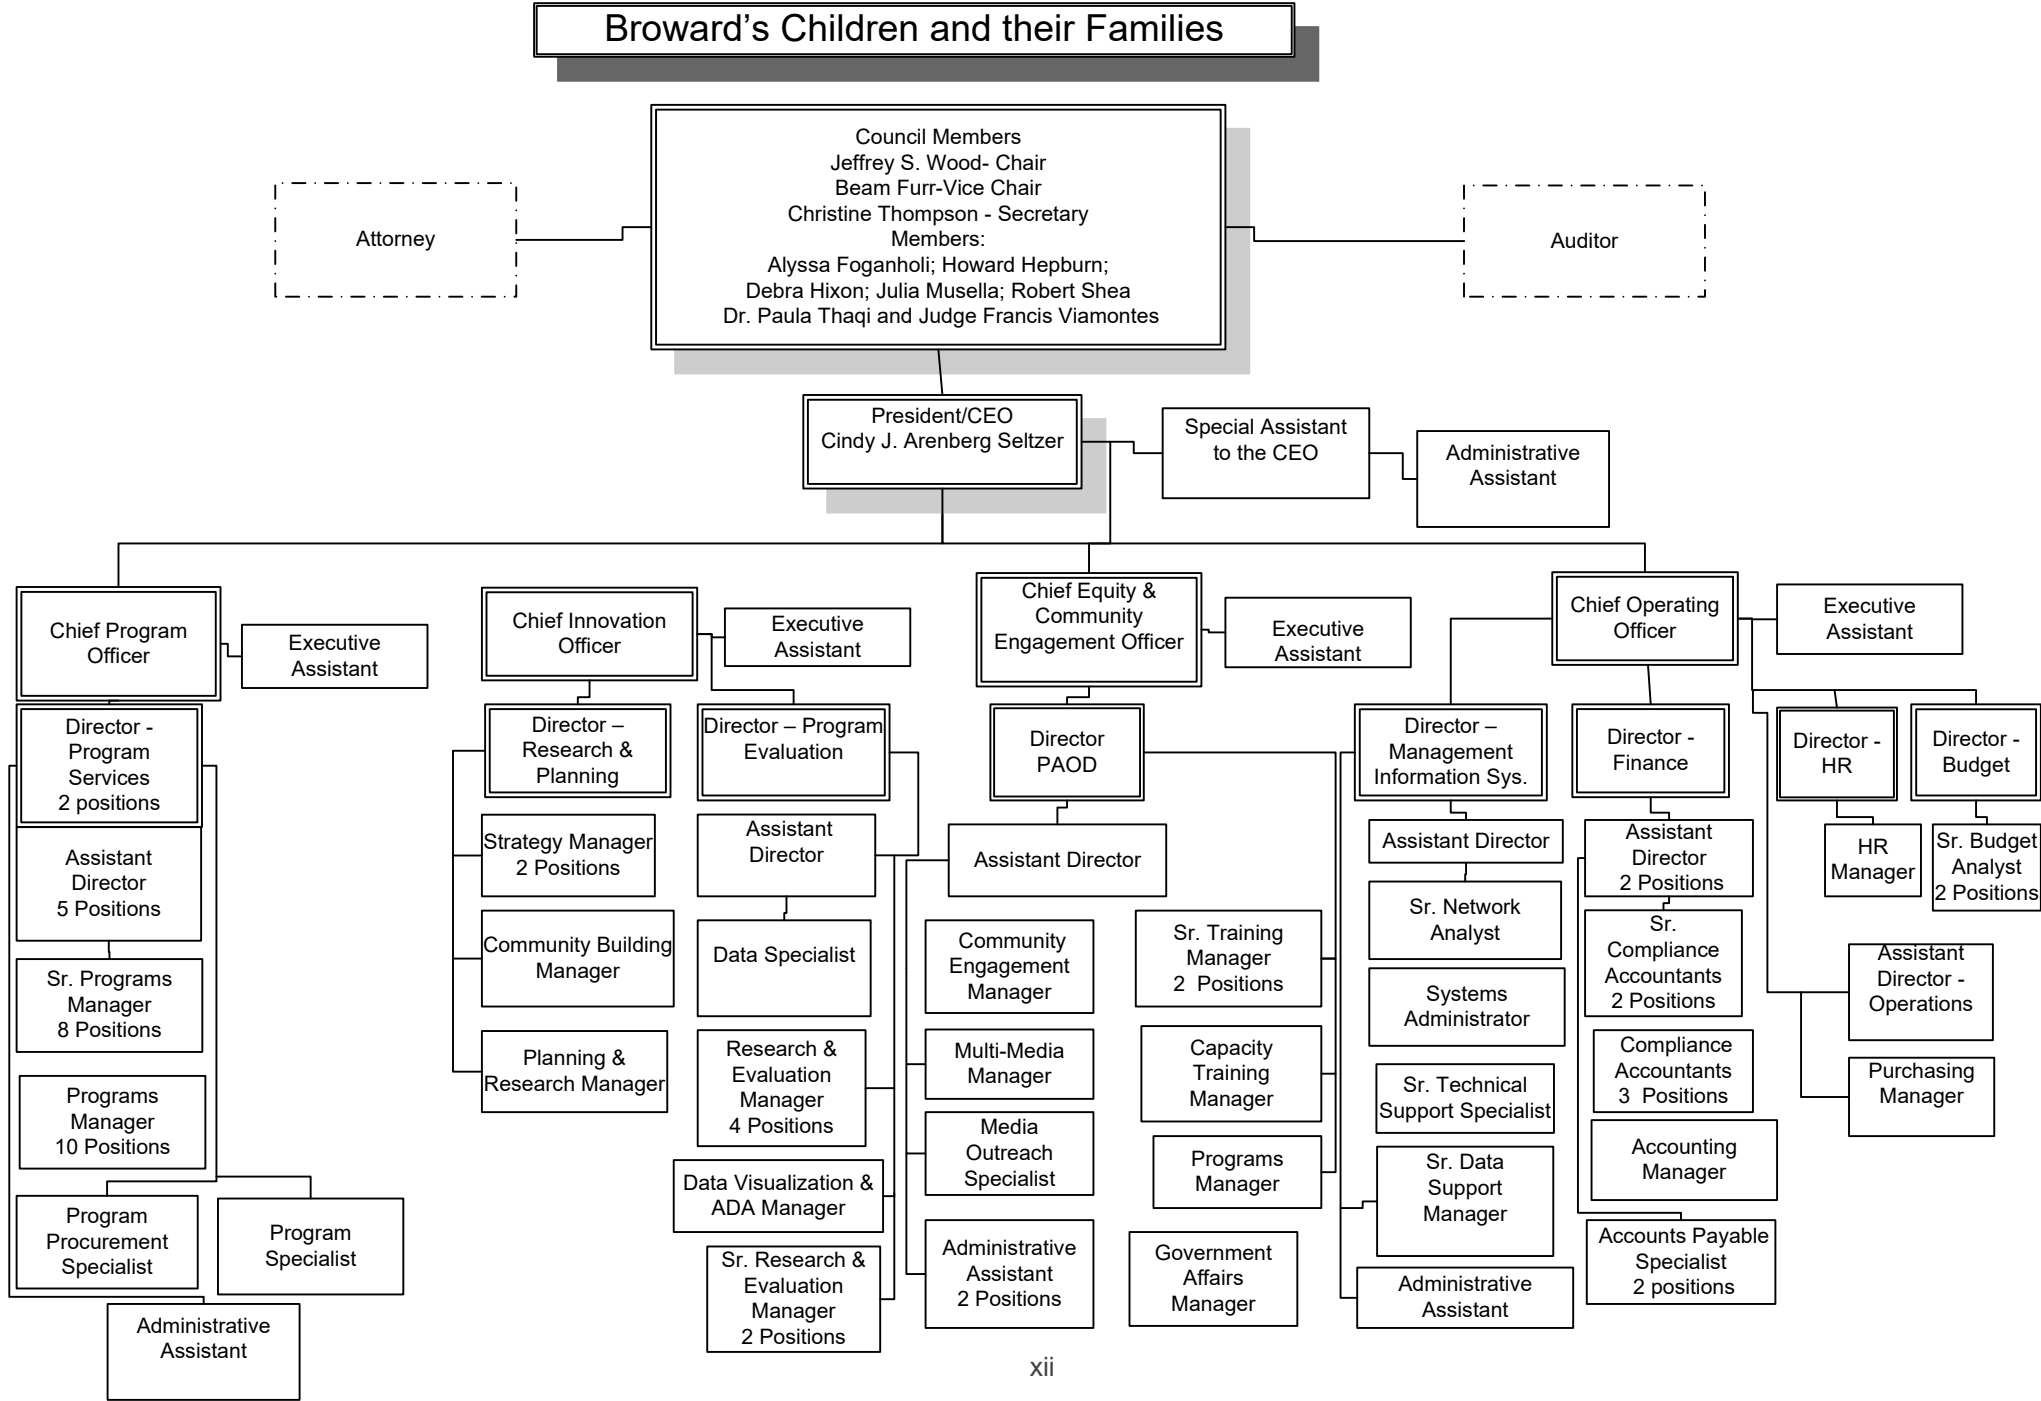 Broward’s Children and their Families
Council Members
Jeffrey S. Wood- Chair
Beam Furr-Vice Chair
Christine Thompson - Secretary
Members:
Alyssa Foganholi; Howard Hepburn;
Debra Hixon; Julia Musella; Robert Shea
Dr. Paula Thaqi and Judge Francis Viamontes
Attorney
Auditor
President/CEO
Cindy J. Arenberg Seltzer
Special Assistant
to the CEO
Administrative
Assistant
Chief Program
Officer
Executive
Assistant
Chief Innovation
Officer
Executive
Assistant
Chief Equity &
Community
Engagement Officer
Executive
Assistant
Chief Operating
Officer
Executive
Assistant
Director -
Program
Services
2 positions
Assistant
Director
5 Positions
Sr. Programs
Manager
8 Positions
Programs
Manager
10 Positions
Program
Procurement
Specialist
Program
Specialist
Administrative
Assistant
Director –
Research &
Planning
Strategy Manager
2 Positions
Community Building
Manager
Planning &
Research Manager
Director – Program
Evaluation
Assistant
Director
Data Specialist
Research &
Evaluation
Manager
4 Positions
Data Visualization &
ADA Manager
Sr. Research &
Evaluation
Manager
2 Positions
Director
PAOD
Assistant Director
Community
Engagement
Manager
Multi-Media
Manager
Media
Outreach
Specialist
Administrative
Assistant
2 Positions
Sr. Training
Manager
2  Positions
Capacity
Training
Manager
Programs
Manager
Government
Affairs
Manager
Director –
Management
Information Sys.
Assistant Director
Sr. Network
Analyst
Systems
Administrator
Sr. Technical
Support Specialist
Sr. Data
Support
Manager
Administrative
Assistant
Director -
Finance
Assistant
Director
2 Positions
Sr.
Compliance
Accountants
2 Positions
Compliance
Accountants
3  Positions
Accounting
Manager
Accounts Payable
Specialist
2 positions
Director -
HR
HR
Manager
Director -
Budget
Sr. Budget
Analyst
2 Positions
Assistant
Director -
Operations
Purchasing
Manager
xii